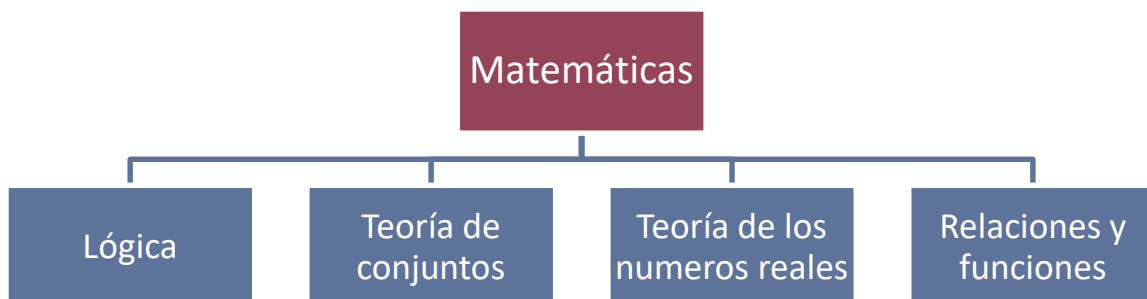 Matemáticas
Lógica
Teoría de
conjuntos
Teoría de los
numeros reales
Relaciones y
funciones